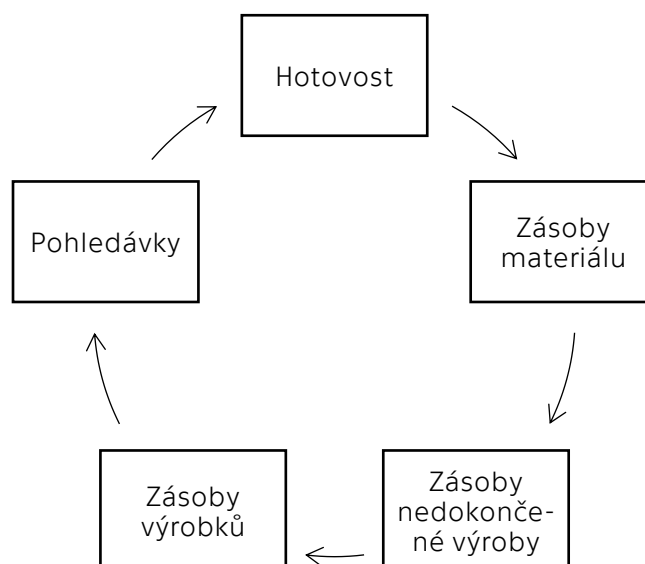 Hotovost
Zásoby
materiálu
Zásoby
nedokonče-
né výroby
Zásoby
výrobků
Pohledávky